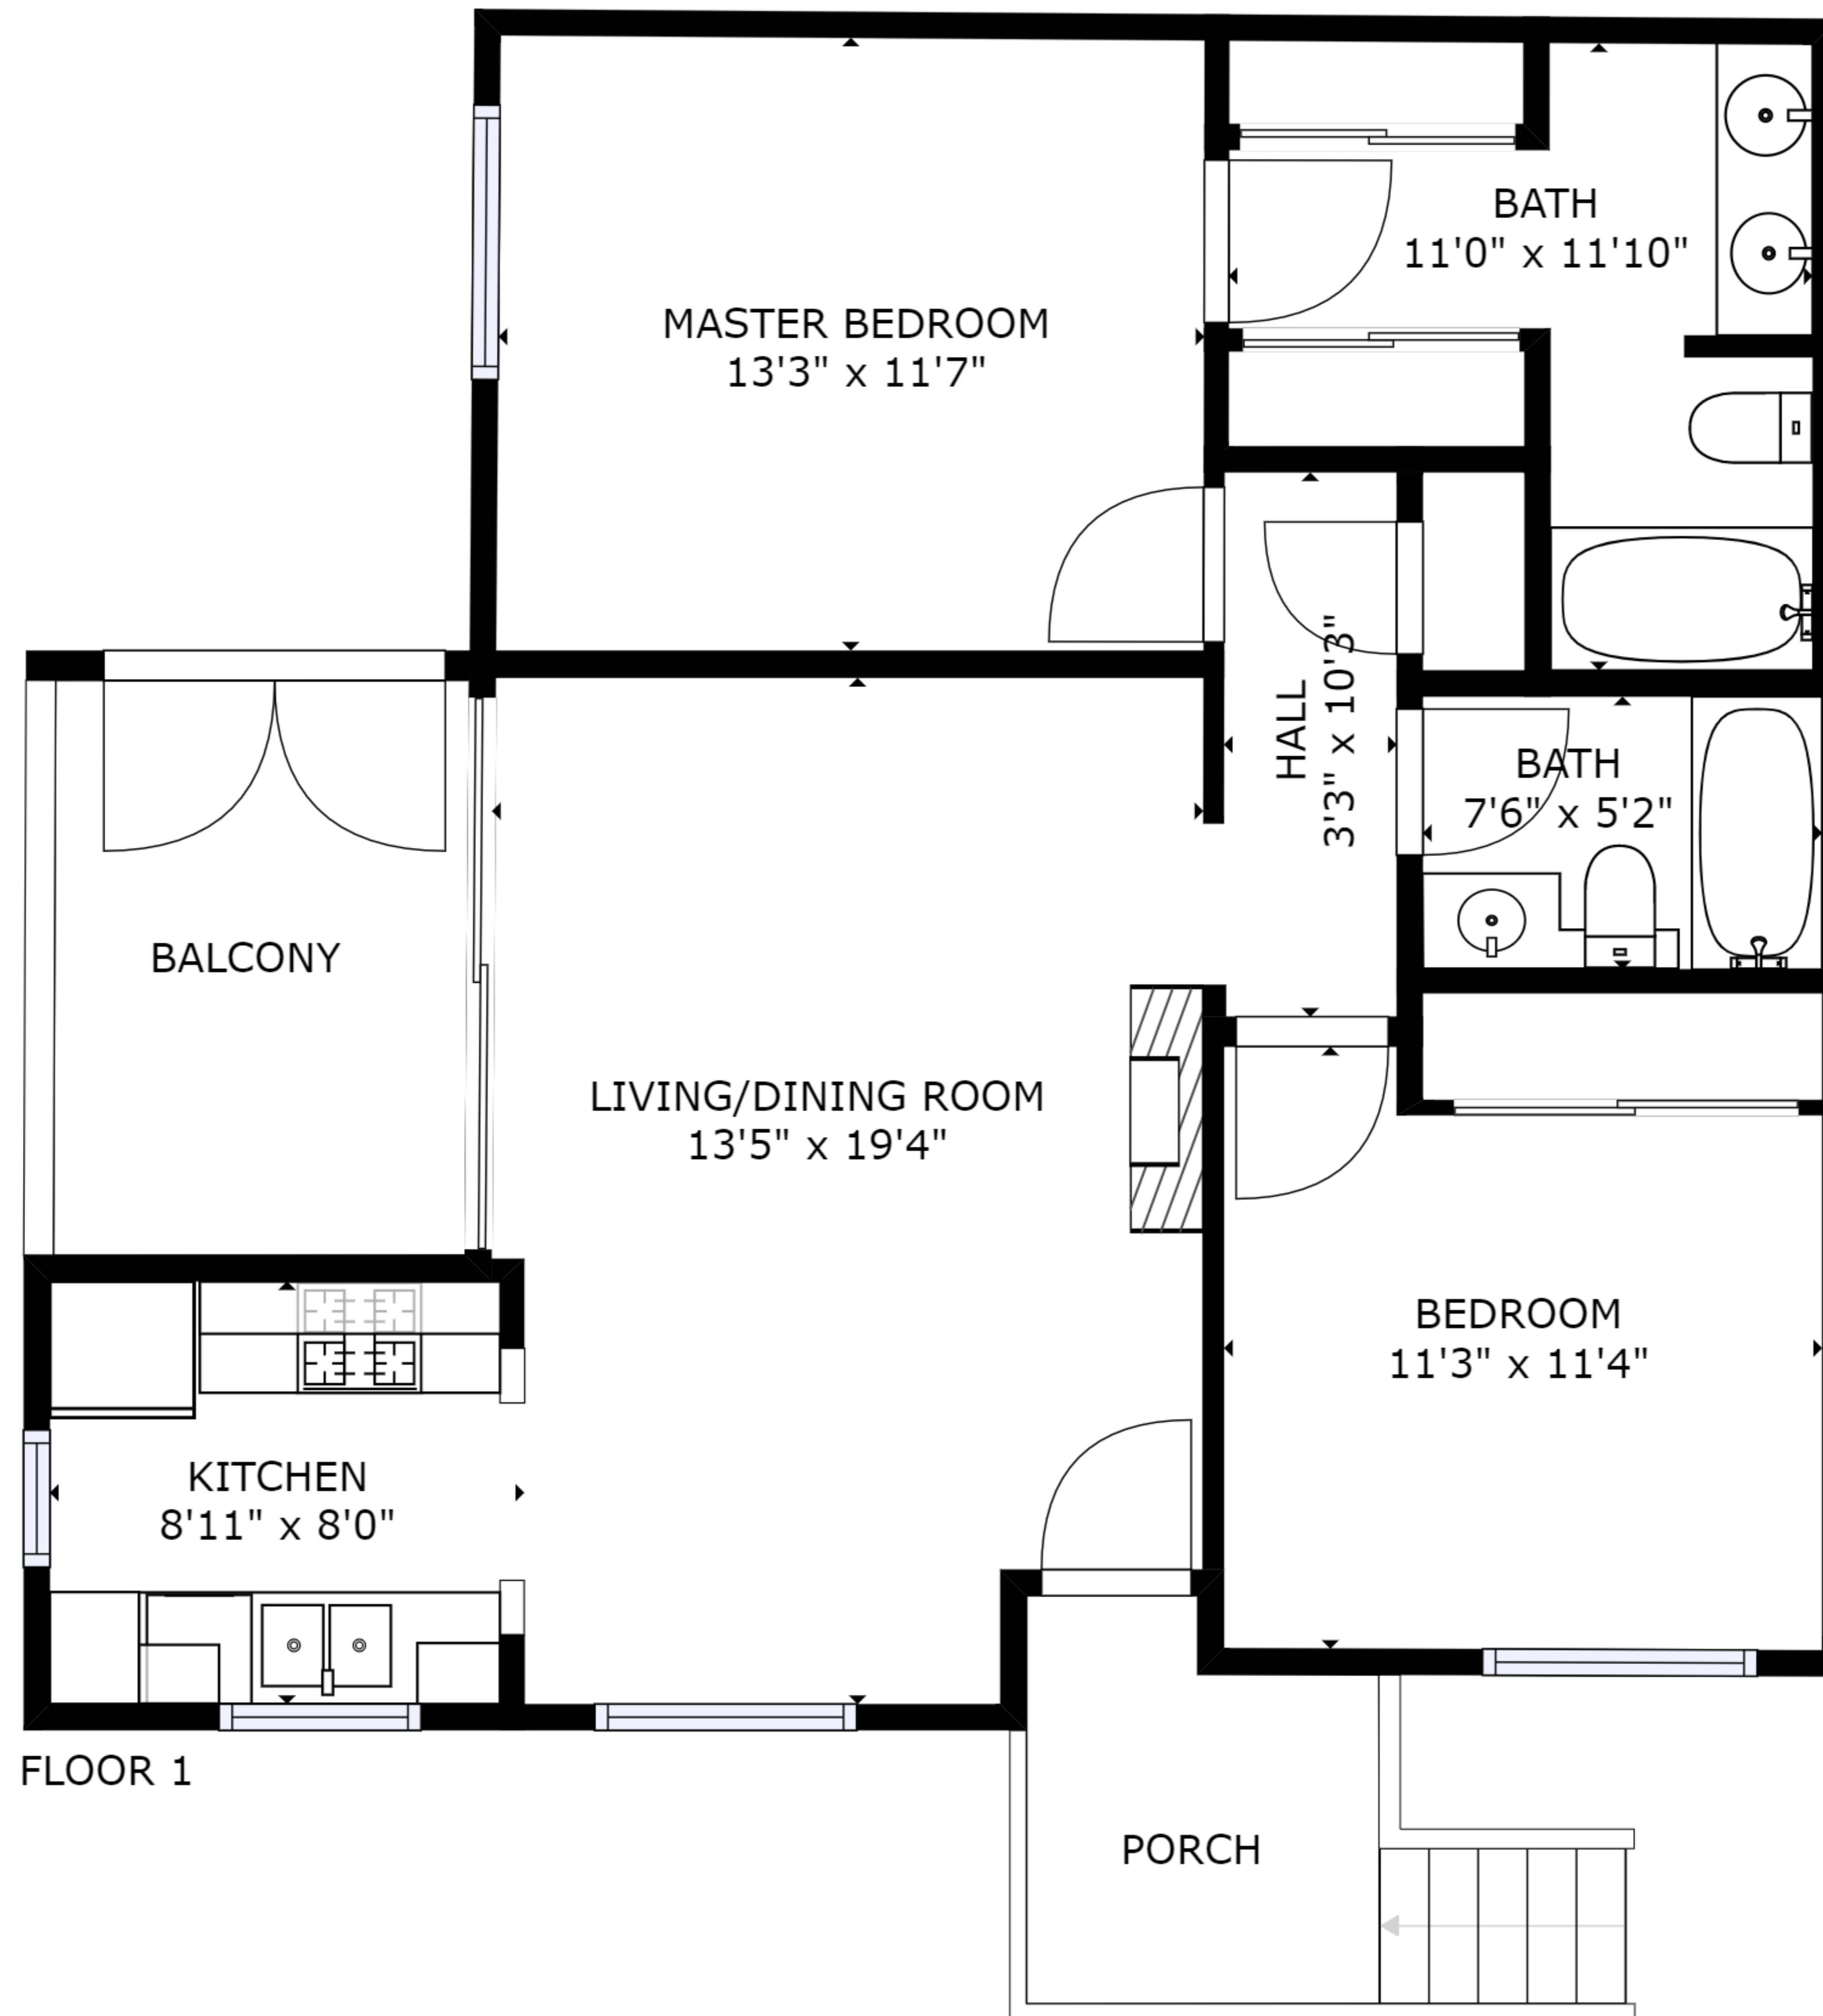 BATH
11'0" x 11'10"
MASTER BEDROOM
13'3" x 11'7"
HALL
3'3" x 10'3"
BATH
7'6" x 5'2"
BALCONY
LIVING/DINING ROOM
13'5" x 19'4"
BEDROOM
11'3" x 11'4"
KITCHEN
8'11" x 8'0"
FLOOR 1
PORCH